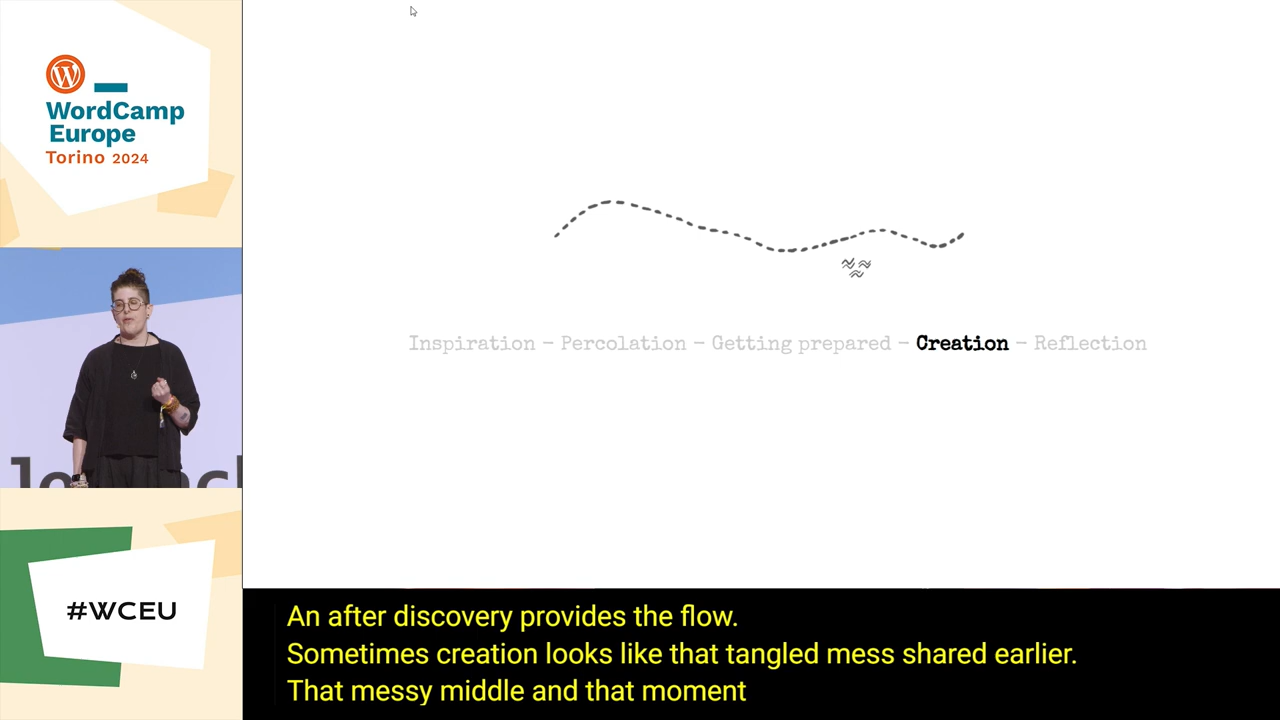 WordCamp
Europe
Torino 2024
#WCEU
Inspiration - Percolation - Getting prepared - Creation - Reflection
An after discovery provides the flow.
Sometimes creation looks like that tangled mess shared earlier.
That messy middle and that moment